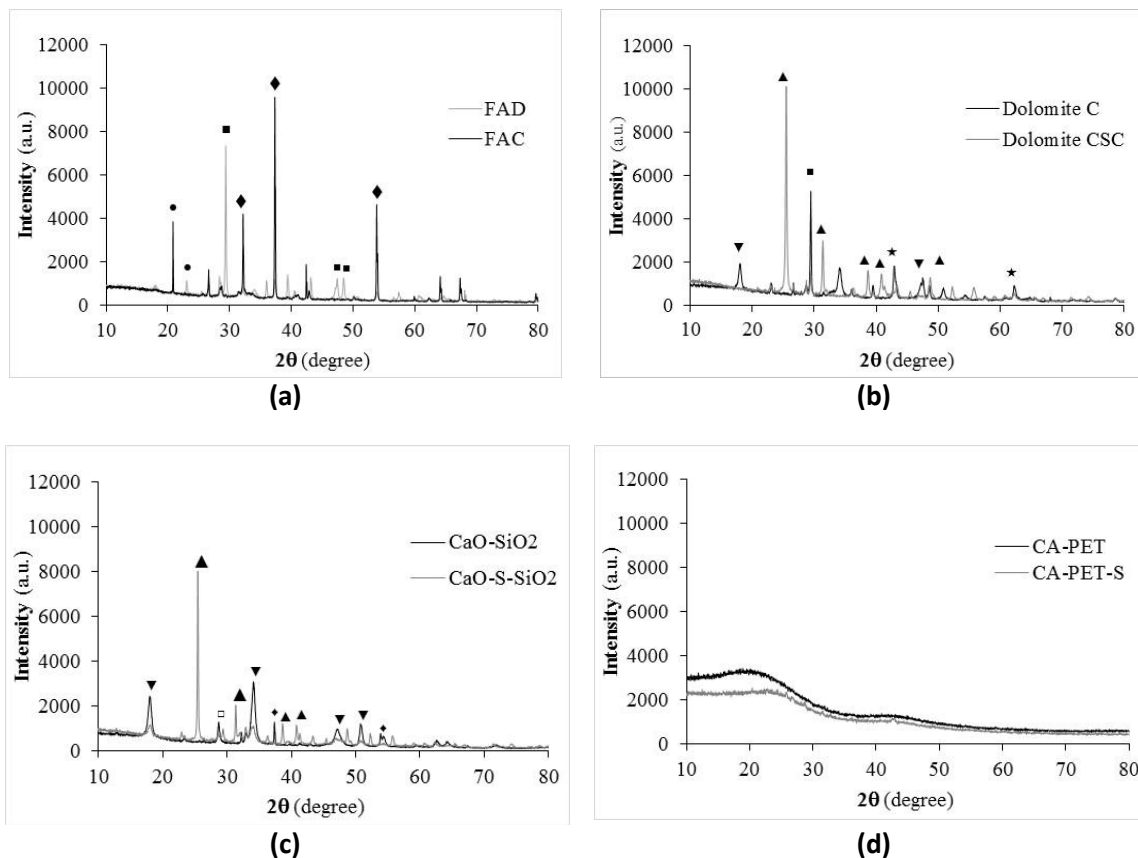 12000
10000
8000
6000
4000
2000
0
Intensity (a.u.)
FAD
FAC
10 20 30 40 50 60 70 80
2θ (degree)
(a)
12000
10000
8000
6000
4000
2000
0
Intensity (a.u.)
Dolomite C
Dolomite CSC
10 20 30 40 50 60 70 80
2θ (degree)
(b)
12000
10000
8000
6000
4000
2000
0
Intensity (a.u.)
CaO-SiO2
CaO-S-SiO2
10 20 30 40 50 60 70 80
2θ (degree)
(c)
12000
10000
8000
6000
4000
2000
0
Intensity (a.u.)
CA-PET
CA-PET-S
10 20 30 40 50 60 70 80
2θ (degree)
(d)